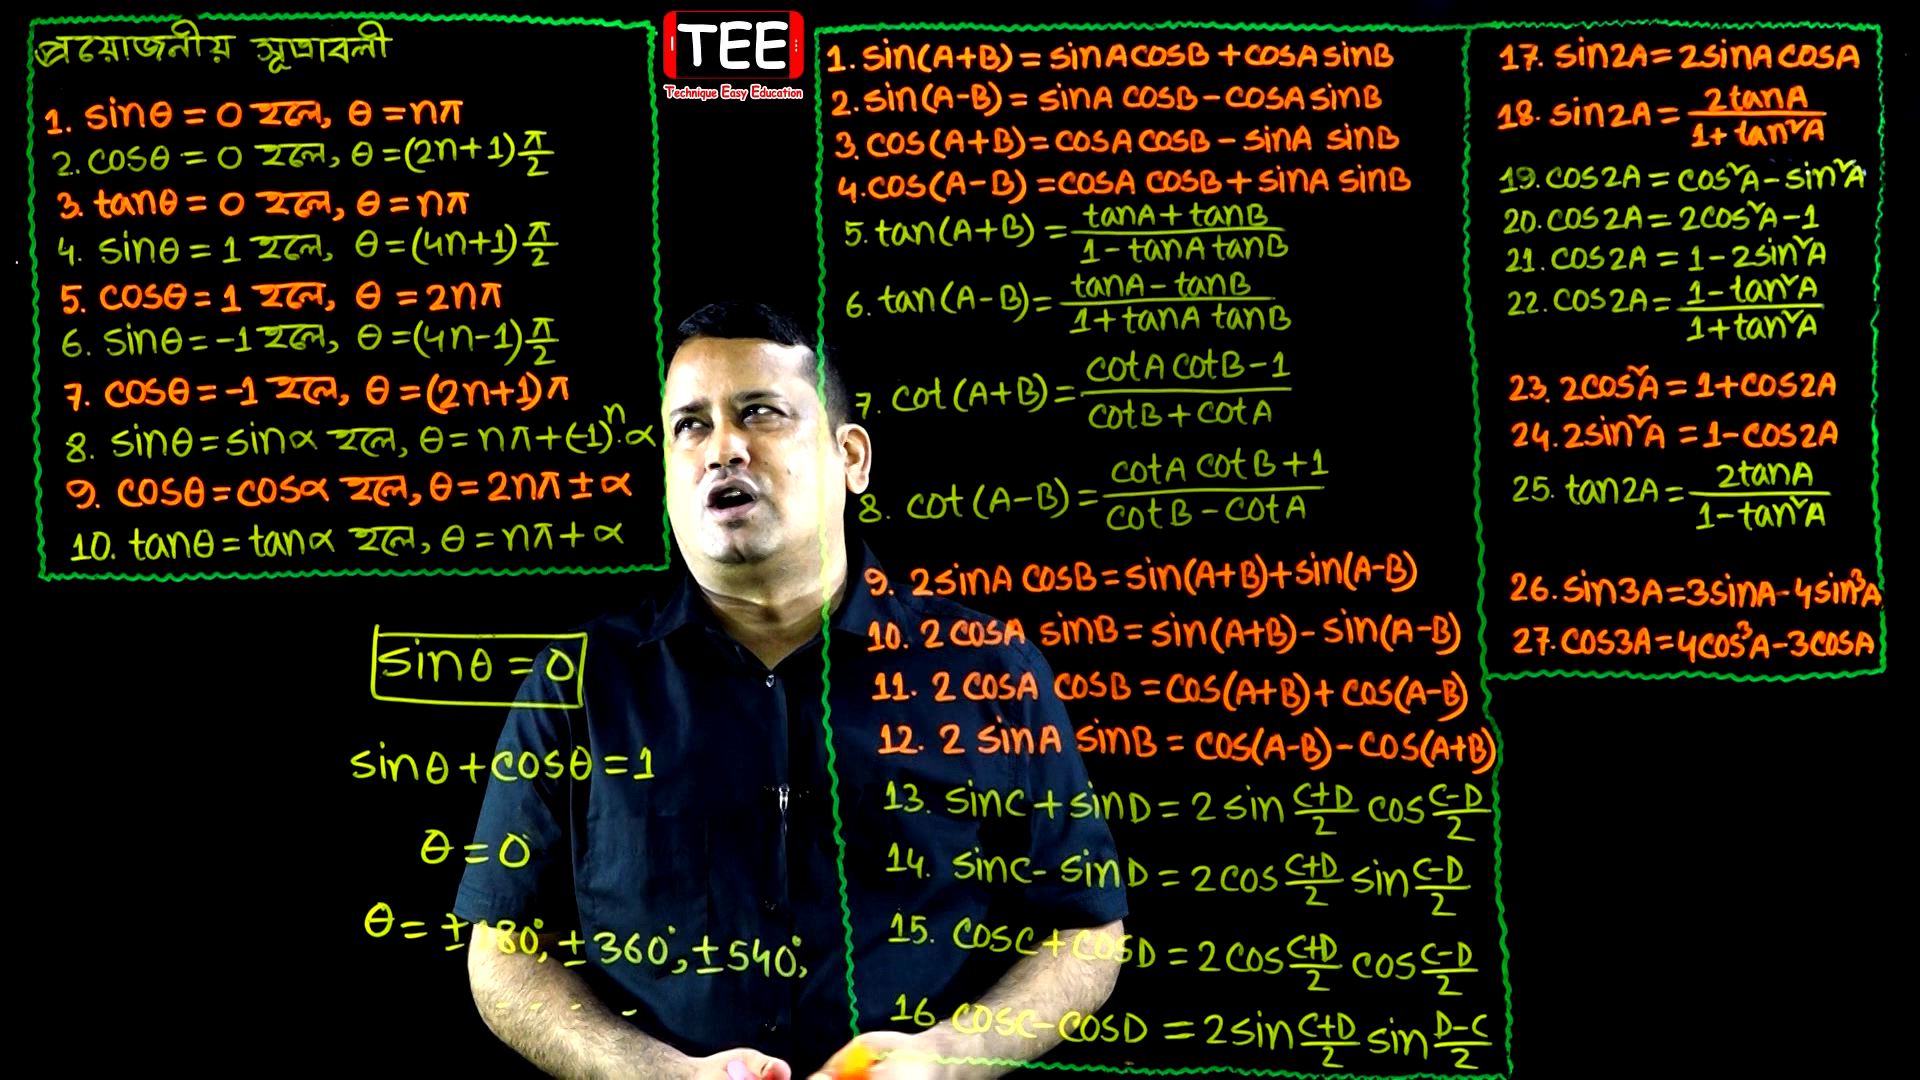 প্রয়োজনীয় সূত্রাবলী
1. sinθ = 0 হলে, θ = nπ
2. cosθ = 0 হলে, θ = (2n+1)π/2
3. tanθ = 0 হলে, θ = nπ
4. sinθ = 1 হলে, θ = (4n+1)π/2
5. cosθ = 1 হলে, θ = 2nπ
6. sinθ = -1 হলে, θ = (4n-1)π/2
7. cosθ = -1 হলে, θ = (2n+1)π
8. sinθ = sinα হলে, θ = nπ+(-1)ⁿ.α
9. cosθ = cosα হলে, θ = 2nπ ± α
10. tanθ = tanα হলে, θ = nπ + α
sinθ = 0
sinθ + cosθ = 1
θ = 0
θ = ±180°, ±360°, ±540°,
- - - -
TEE
Technique Easy Education
1. sin(A+B) = sinA cosB + cosA sinB
2. sin(A-B) = sinA cosB - cosA sinB
3. cos(A+B) = cosA cosB - sinA sinB
4. cos(A-B) = cosA cosB + sinA sinB
5. tan(A+B) = (tanA + tanB)/(1 - tanA tanB)
6. tan(A-B) = (tanA - tanB)/(1 + tanA tanB)
7. cot(A+B) = (cotA cotB - 1)/(cotB + cotA)
8. cot(A-B) = (cotA cotB + 1)/(cotB - cotA)
9. 2sinA cosB = sin(A+B) + sin(A-B)
10. 2cosA sinB = sin(A+B) - sin(A-B)
11. 2cosA cosB = cos(A+B) + cos(A-B)
12. 2 sinA sinB = cos(A-B) - cos(A+B)
13. sinC + sinD = 2 sin (C+D)/2 cos (C-D)/2
14. sinC - sinD = 2cos (C+D)/2 sin (C-D)/2
15. cosC + cosD = 2cos (C+D)/2 cos (C-D)/2
16. cosC - cosD = 2sin (C+D)/2 sin (D-C)/2
17. sin2A = 2sinA cosA
18. sin2A = 2tanA/(1 + tan²A)
19. cos2A = cos²A - sin²A
20. cos2A = 2cos²A - 1
21. cos2A = 1 - 2sin²A
22. cos2A = (1 - tan²A)/(1 + tan²A)
23. 2cos²A = 1 + cos2A
24. 2sin²A = 1 - cos2A
25. tan2A = 2tanA/(1 - tan²A)
26. sin3A = 3sinA - 4sin³A
27. cos3A = 4cos³A - 3cosA